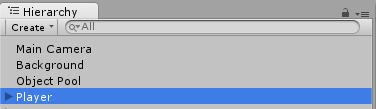 Hierarchy
Create All
Main Camera
Background
Object Pool
Player